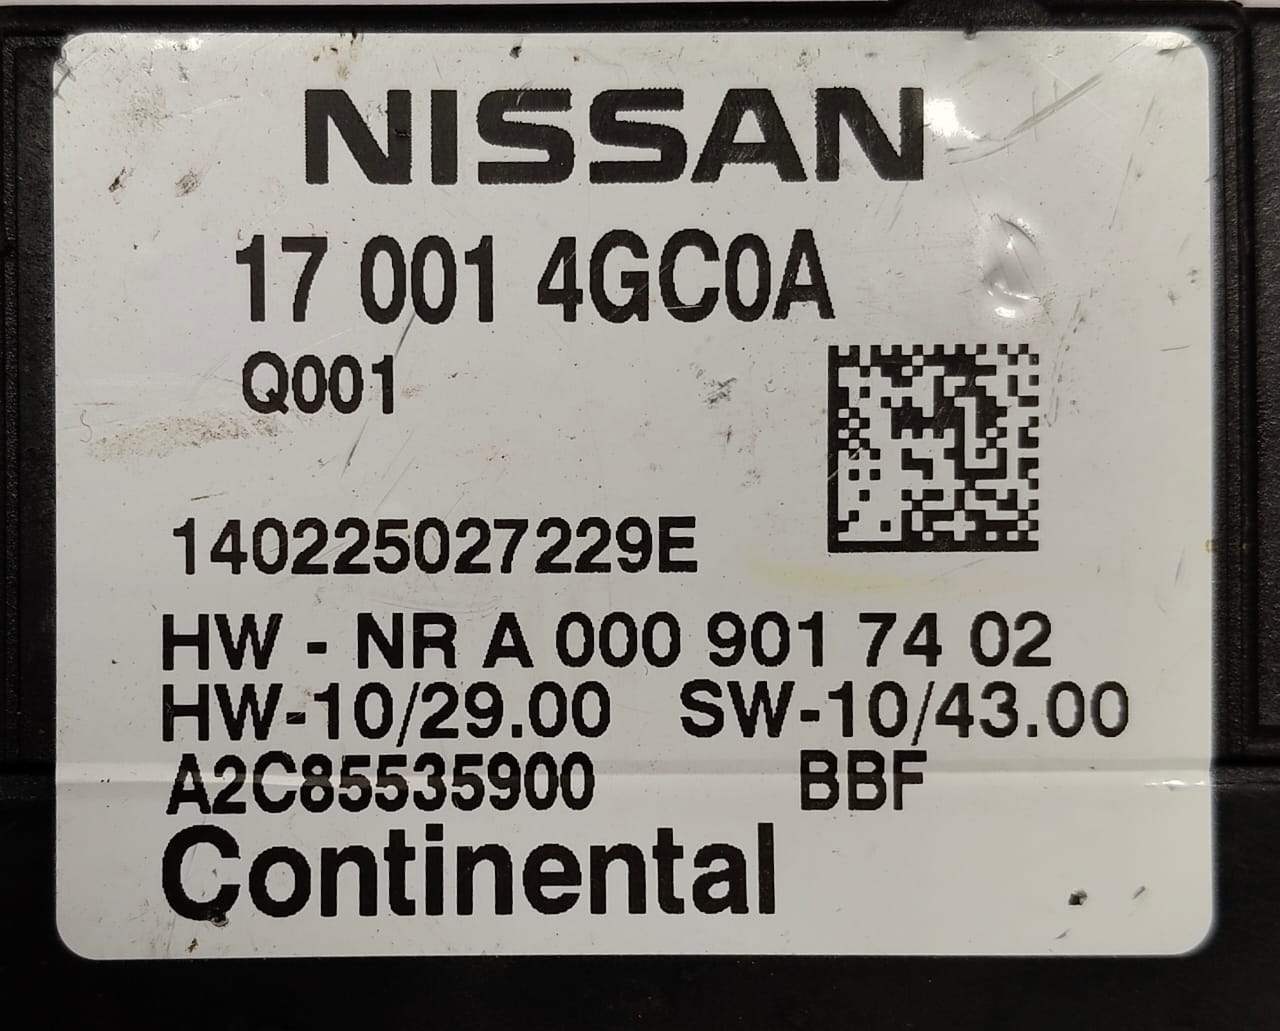 NISSAN
17 001 4GC0A
Q001
140225027229E
HW - NR A 000 901 74 02
HW-10/29.00 SW-10/43.00
A2C85535900 BBF
Continental